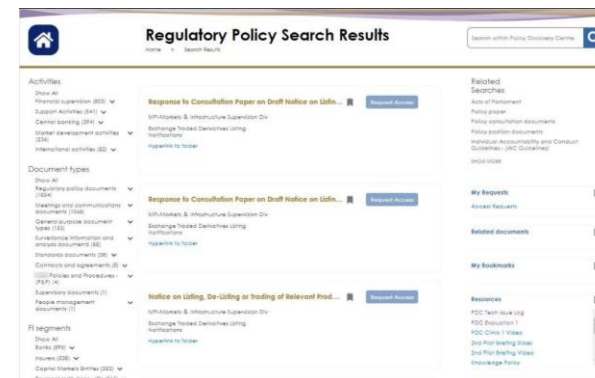 Regulatory Policy Search Results
Home > Search Results
Search within Policy Discovery Centre
Activities
Show All
Financial supervision (803)
Support Activities (541)
Central banking (394)
Market development activities
(236)
International activities (82)
Document types
Show All
Regulatory policy documents
(1854)
Meetings and communications
documents (1068)
General purpose document
types (153)
Surveillance information and
analysis documents (68)
Standards documents (38)
Contracts and agreements (8)
Policies and Procedures -
(P&P) (4)
Supervisory documents (1)
People management
documents (1)
FI segments
Show All
Banks (595)
Insurers (538)
Capital Markets Entities (383)
Response to Consultation Paper on Draft Notice on Listin...
Request Access
MPI-Markets & Infrastructure Supervision Div
Exchange Traded Derivatives Listing
Notifications
Hyperlink to folder
Response to Consultation Paper on Draft Notice on Listin...
Request Access
MPI-Markets & Infrastructure Supervision Div
Exchange Traded Derivatives Listing
Notifications
Hyperlink to folder
Notice on Listing, De-Listing or Trading of Relevant Prod...
Request Access
MPI-Markets & Infrastructure Supervision Div
Exchange Traded Derivatives Listing
Notifications
Hyperlink to folder
Related
Searches
Acts of Parliament
Policy paper
Policy consultation documents
Policy position documents
Individual Accountability and Conduct
Guidelines - (IAC Guidelines)
SHOW MORE
My Requests
Access Requests
Related documents
My Bookmarks
Resources
PDC Team Issue Log
PDC Evaluation 1
PDC Clinic 1 Video
2nd Pilot Briefing Slides
2nd Pilot Briefing Video
Knowledge Policy